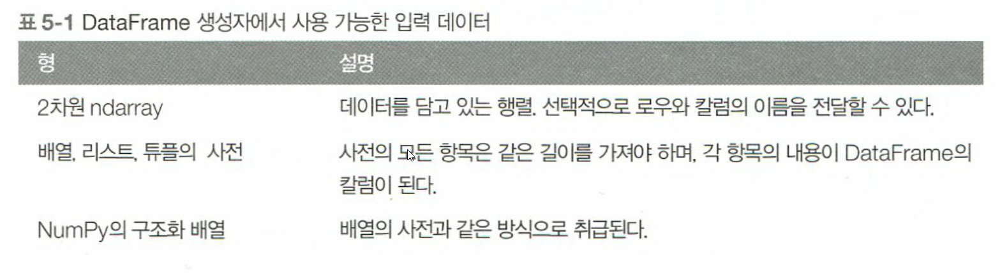 표 5-1 DataFrame 생성자에서 사용 가능한 입력 데이터
형 설명
2차원 ndarray 데이터를 담고 있는 행렬. 선택적으로 로우와 칼럼의 이름을 전달할 수 있다.
배열, 리스트, 튜플의 사전 사전의 모든 항목은 같은 길이를 가져야 하며, 각 항목의 내용이 DataFrame의
칼럼이 된다.
NumPy의 구조화 배열 배열의 사전과 같은 방식으로 취급된다.